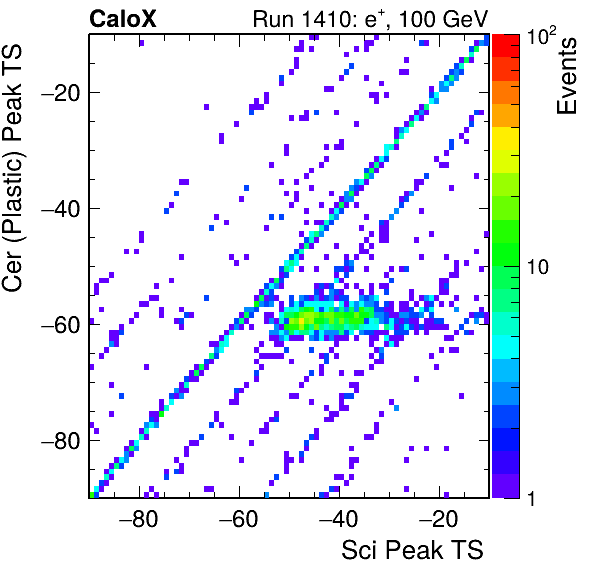 CaloX Run 1410: e⁺, 100 GeV
Cer (Plastic) Peak TS
−20
−40
−60
−80
−80 −60 −40 −20
Sci Peak TS
10²
10
1
Events